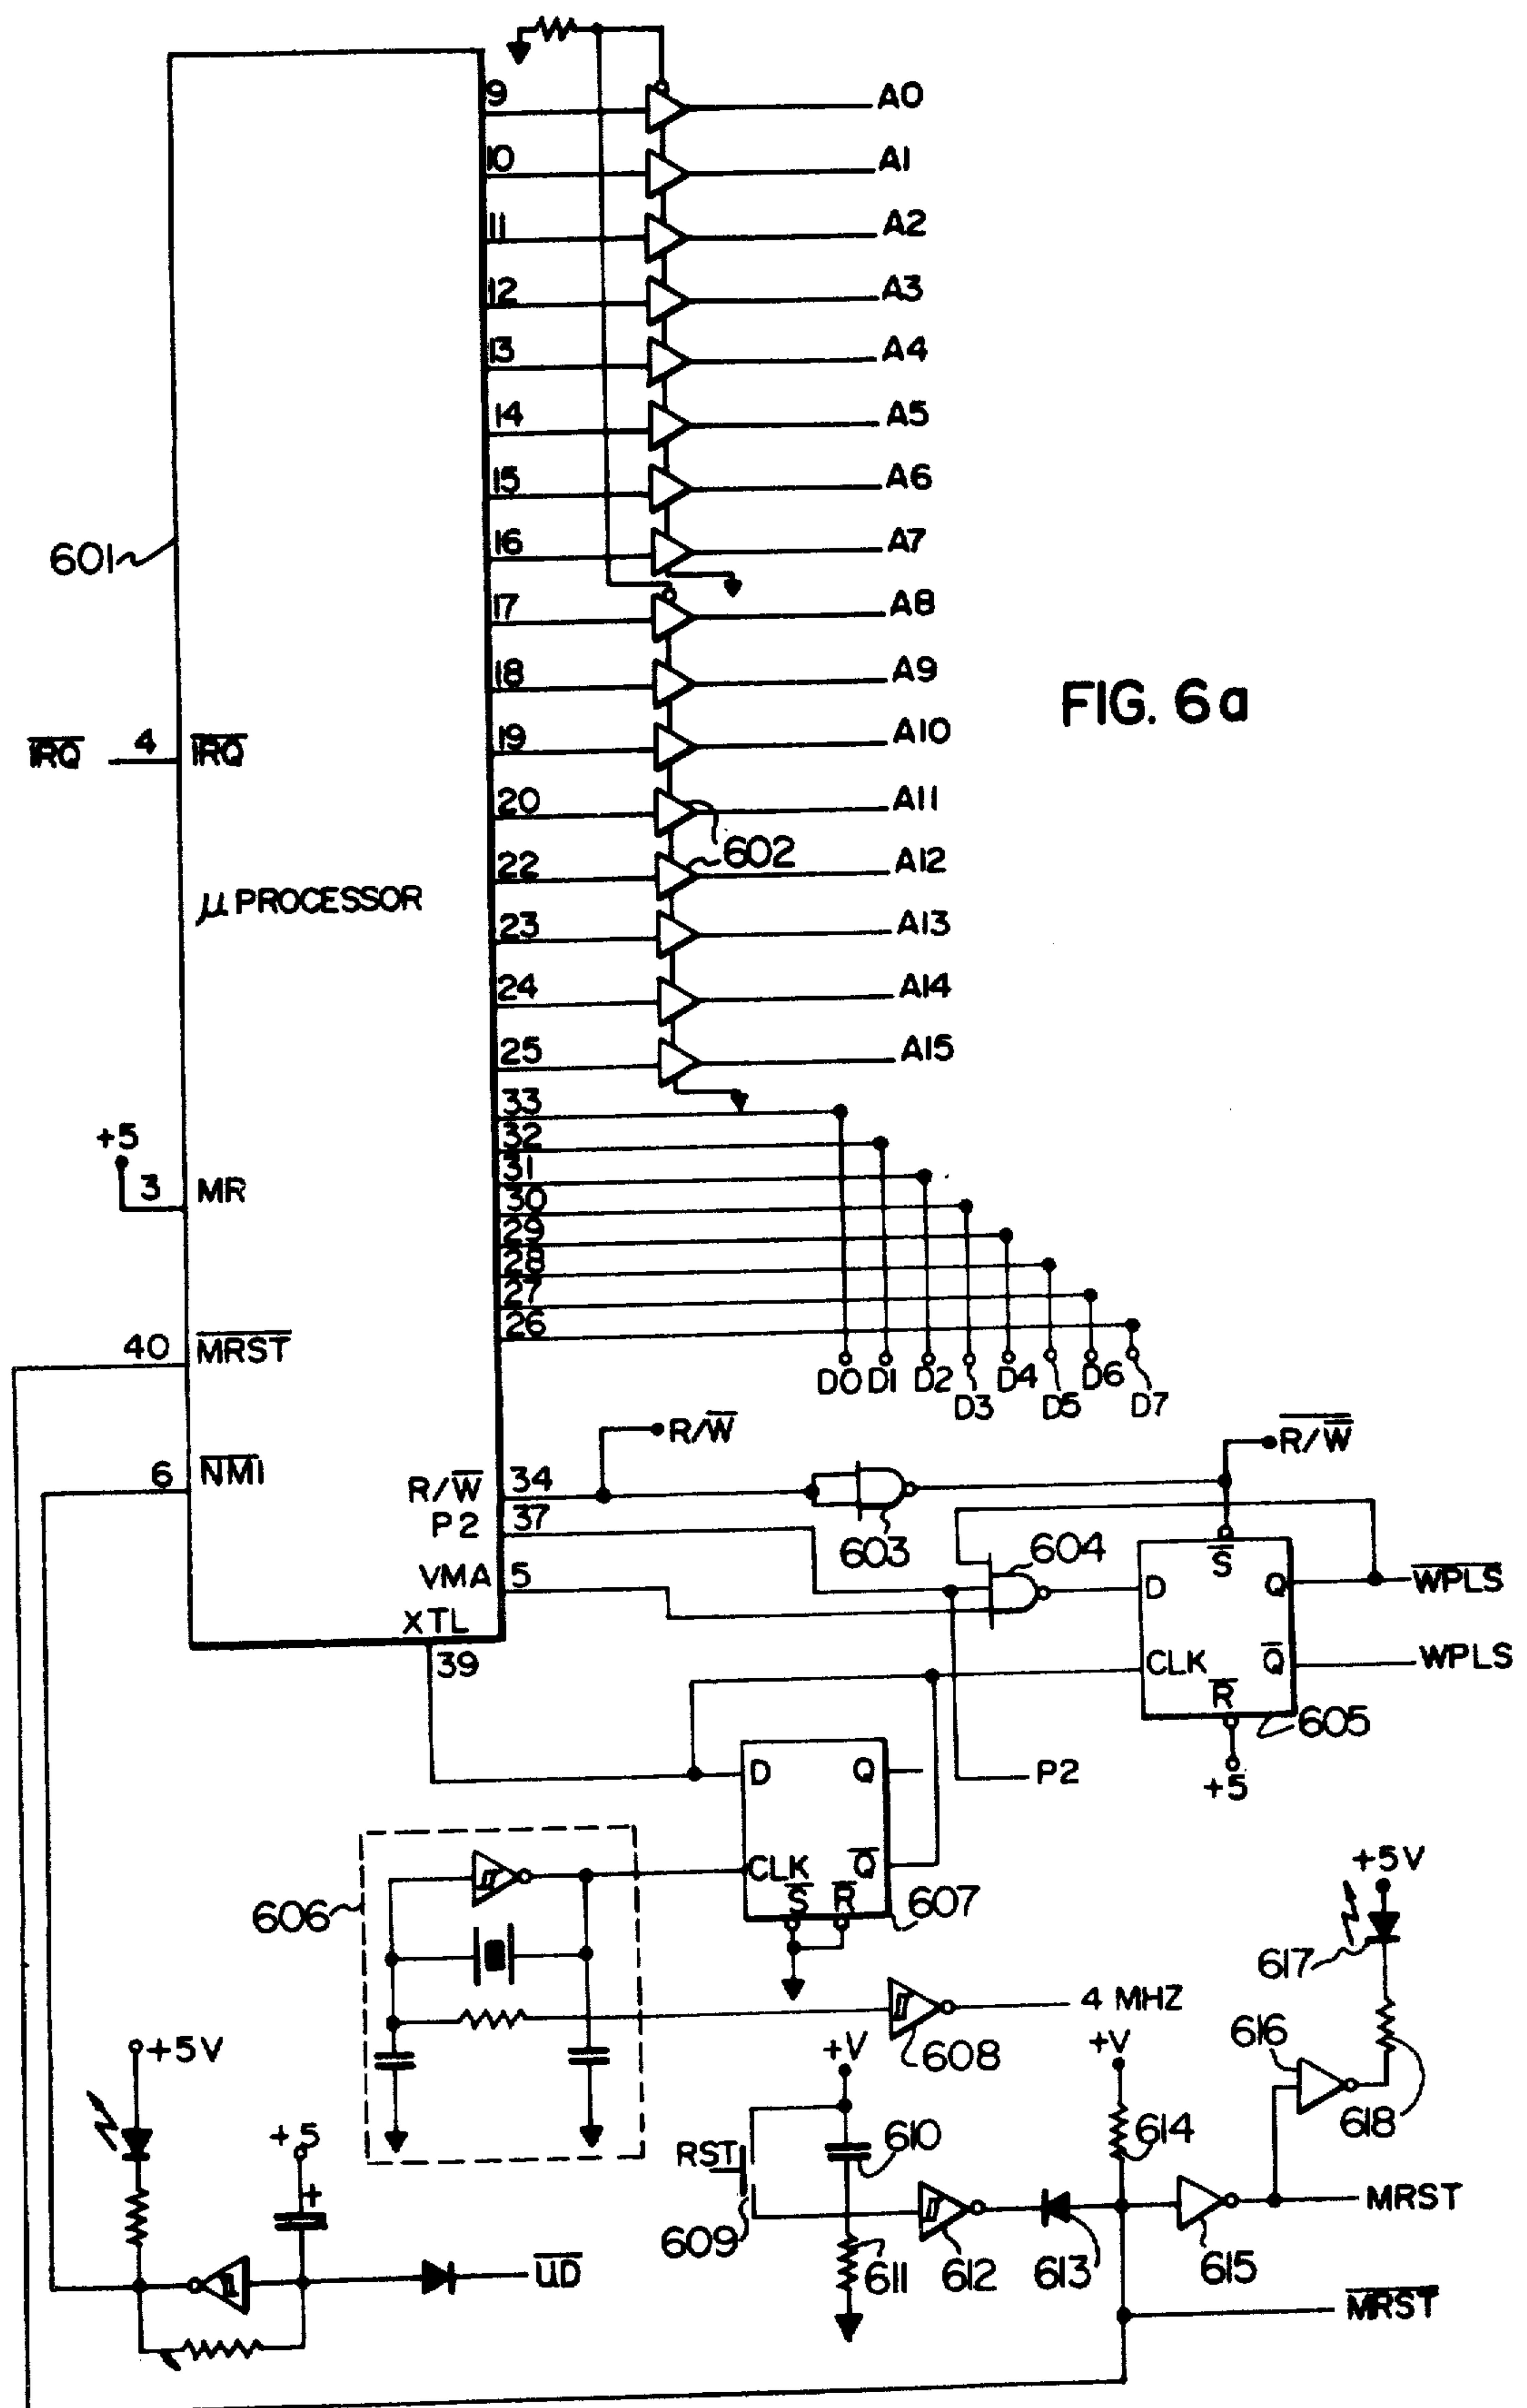 9 A0
10 A1
11 A2
12 A3
13 A4
14 A5
15 A6
601 16 A7
17 A8
18 A9
FIG. 6a
IRQ 4 IRQ 19 A10
20 A11
602
22 A12
μ PROCESSOR
23 A13
24 A14
25 A15
33
+5 32
3 MR 31
30
29
28
27
26
40 MRST
D0 D1 D2 D3 D4 D5 D6 D7
R/W R/W
6 NMI
R/W 34
P2 37
603 604
VMA 5
D S Q WPLS
XTL
39
CLK Q WPLS
R
605
D Q P2
+5
CLK Q
S R
606 607
+5V
617
4 MHZ
608
+5V
+V +V
616
618
+5
RST 610 614
+
609 611 612 613 615
MRST
UD
MRST